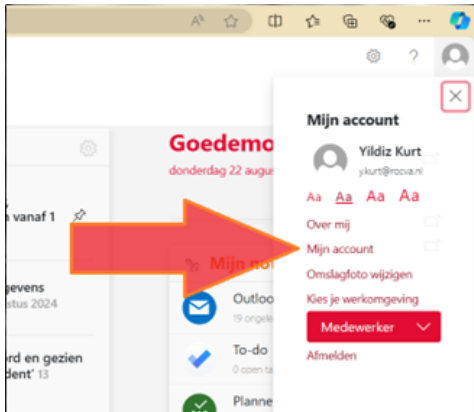 Mijn account
Yildiz Kurt
ykurt@rocva.nl
Aa Aa Aa Aa
Over mij
Mijn account
Omslagfoto wijzigen
Kies je werkomgeving
Medewerker
Afmelden
Goedemo
donderdag 22 augu
Mijn no
Outloo
19 ongele
To-do
0 open ta
Planne
n vanaf 1
gevens
stus 2024
ord en gezien
dent' 13